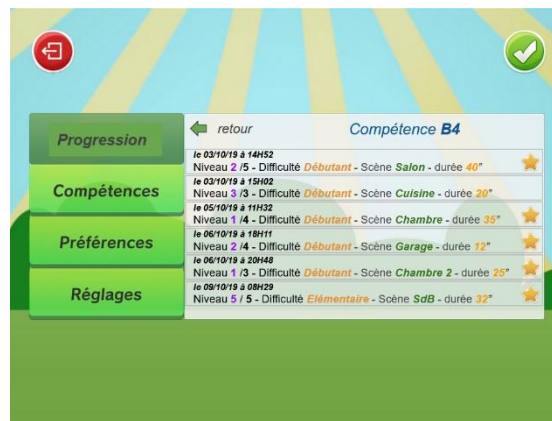 Progression
Compétences
Préférences
Réglages
retour
Compétence B4
le 03/10/19 à 14H52
Niveau 2 /5 - Difficulté Débutant - Scène Salon - durée 40"
le 03/10/19 à 15H02
Niveau 3 /3 - Difficulté Débutant - Scène Cuisine - durée 20"
le 05/10/19 à 11H32
Niveau 1 /4 - Difficulté Débutant - Scène Chambre - durée 35"
le 06/10/19 à 18H11
Niveau 2 /4 - Difficulté Débutant - Scène Garage - durée 12"
le 06/10/19 à 20H48
Niveau 1 /3 - Difficulté Débutant - Scène Chambre 2 - durée 25"
le 09/10/19 à 08H29
Niveau 5 / 5 - Difficulté Elémentaire - Scène SdB - durée 32"